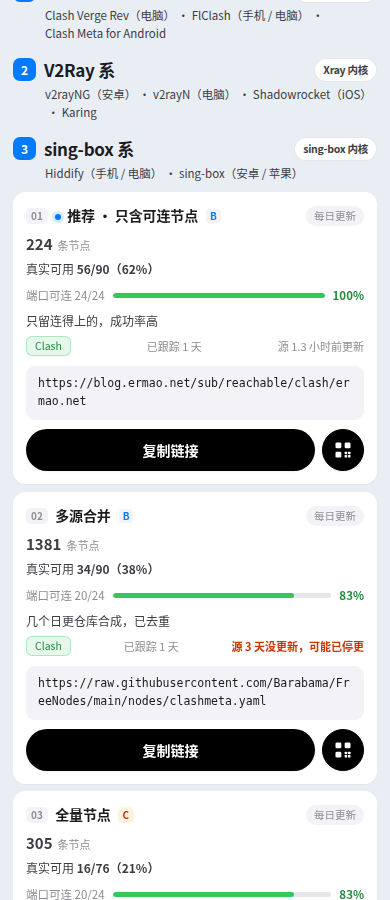 Clash Verge Rev（电脑） · FlClash（手机 / 电脑） ·
Clash Meta for Android
2 V2Ray 系 Xray 内核
v2rayNG（安卓） · v2rayN（电脑） · Shadowrocket（iOS）
· Karing
3 sing-box 系 sing-box 内核
Hiddify（手机 / 电脑） · sing-box（安卓 / 苹果）
01 推荐 · 只含可连节点 B 每日更新
224 条节点
真实可用 56/90（62%）
端口可连 24/24 100%
只留连得上的，成功率高
Clash 已跟踪 1 天 源 1.3 小时前更新
https://blog.ermao.net/sub/reachable/clash/er
mao.net
复制链接
02 多源合并 B 每日更新
1381 条节点
真实可用 34/90（38%）
端口可连 20/24 83%
几个日更仓库合成，已去重
Clash 已跟踪 1 天 源 3 天没更新，可能已停更
https://raw.githubusercontent.com/Barabama/Fr
eeNodes/main/nodes/clashmeta.yaml
复制链接
03 全量节点 C 每日更新
305 条节点
真实可用 16/76（21%）
端口可连 20/24 83%